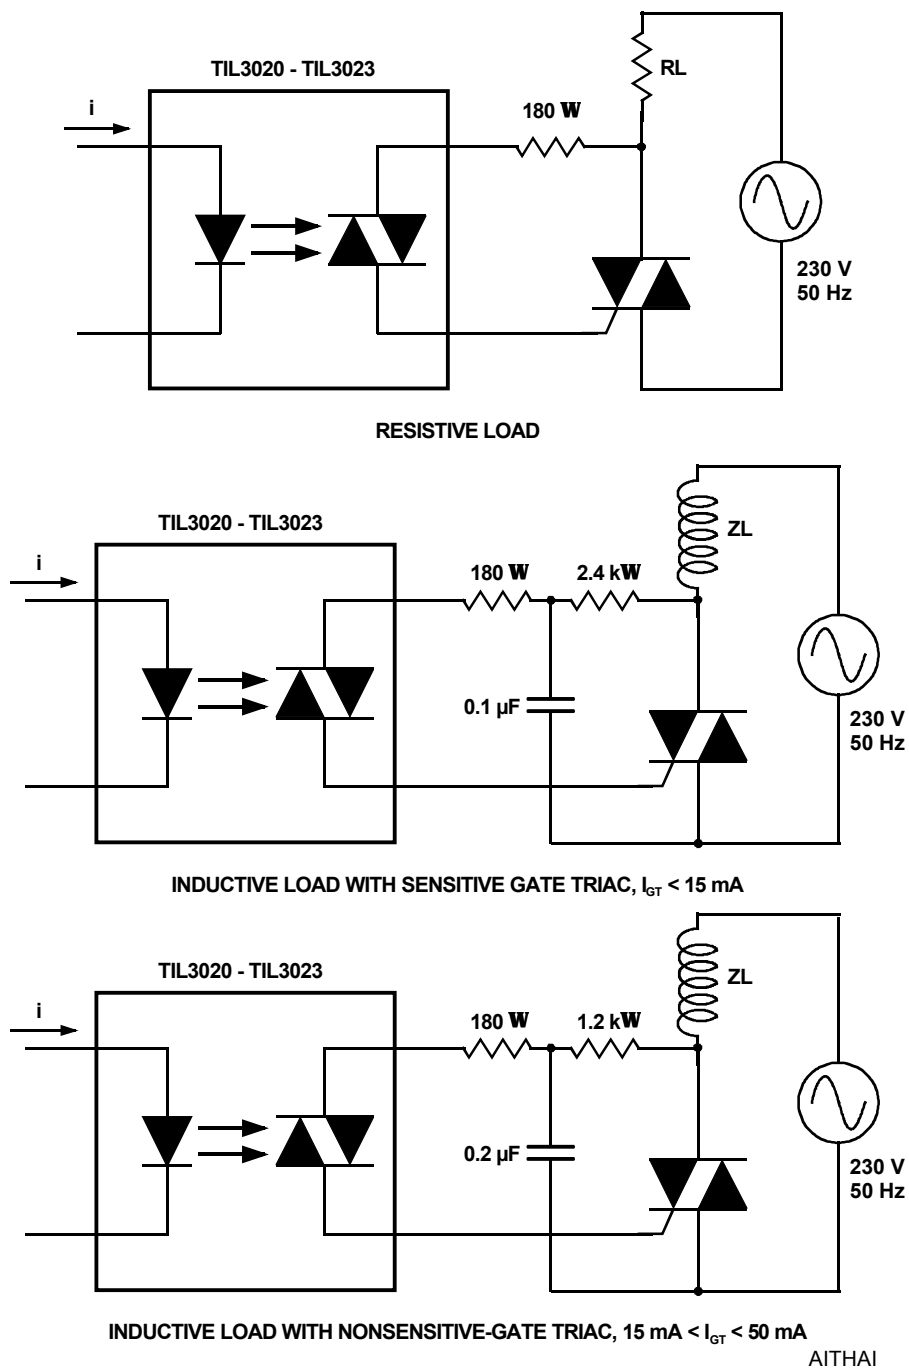 TIL3020 - TIL3023
RL
i
180 W
230 V
50 Hz
RESISTIVE LOAD
TIL3020 - TIL3023
ZL
i
180 W
2.4 kW
0.1 µF
230 V
50 Hz
INDUCTIVE LOAD WITH SENSITIVE GATE TRIAC, IGT < 15 mA
TIL3020 - TIL3023
ZL
i
180 W
1.2 kW
0.2 µF
230 V
50 Hz
INDUCTIVE LOAD WITH NONSENSITIVE-GATE TRIAC, 15 mA < IGT < 50 mA
AITHAI